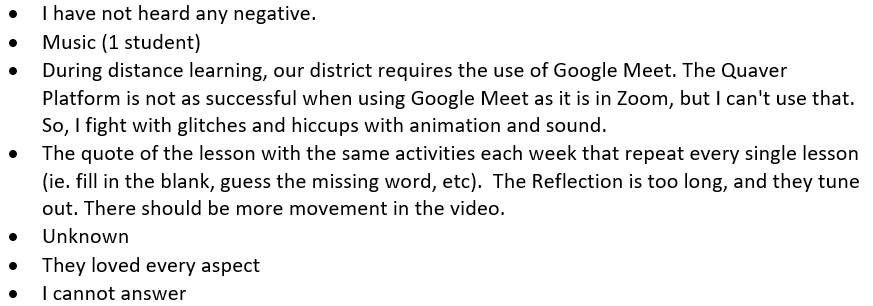 • I have not heard any negative.
• Music (1 student)
• During distance learning, our district requires the use of Google Meet. The Quaver
Platform is not as successful when using Google Meet as it is in Zoom, but I can't use that.
So, I fight with glitches and hiccups with animation and sound.
• The quote of the lesson with the same activities each week that repeat every single lesson
(ie. fill in the blank, guess the missing word, etc).  The Reflection is too long, and they tune
out. There should be more movement in the video.
• Unknown
• They loved every aspect
• I cannot answer